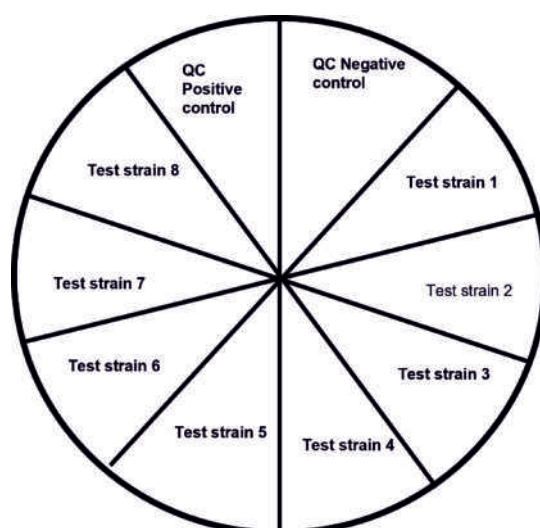 QC
Positive
control
QC Negative
control
Test strain 1
Test strain 2
Test strain 3
Test strain 4
Test strain 5
Test strain 6
Test strain 7
Test strain 8